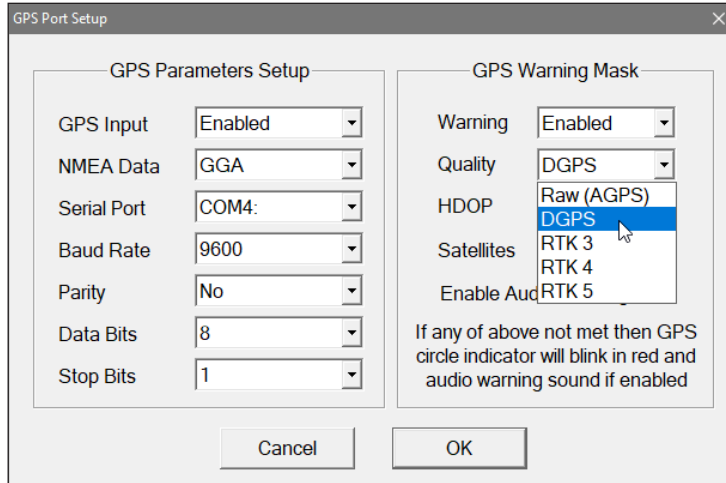 GPS Port Setup
GPS Parameters Setup
GPS Input Enabled
NMEA Data GGA
Serial Port COM4:
Baud Rate 9600
Parity No
Data Bits 8
Stop Bits 1
GPS Warning Mask
Warning Enabled
Quality DGPS
HDOP
Satellites
Enable Au
Raw (AGPS)
DGPS
RTK 3
RTK 4
RTK 5
If any of above not met then GPS
circle indicator will blink in red and
audio warning sound if enabled
Cancel OK